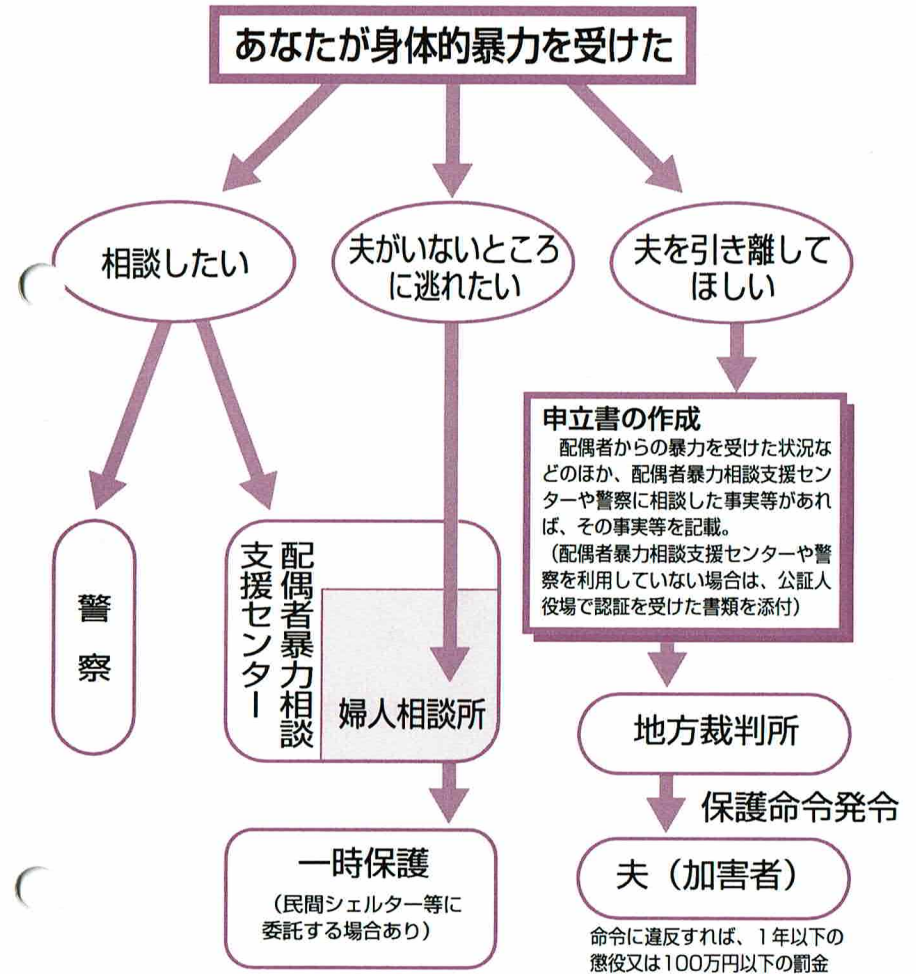 あなたが身体的暴力を受けた
相談したい
夫がいないところ
に逃れたい
夫を引き離して
ほしい
申立書の作成
配偶者からの暴力を受けた状況な
どのほか、配偶者暴力相談支援セン
ターや警察に相談した事実等があれ
ば、その事実等を記載。
（配偶者暴力相談支援センターや警
察を利用していない場合は、公証人
役場で認証を受けた書類を添付）
警察
配偶者暴力相談
支援センター
婦人相談所
地方裁判所
保護命令発令
一時保護
（民間シェルター等に
委託する場合あり）
夫（加害者）
命令に違反すれば、１年以下の
懲役又は100万円以下の罰金